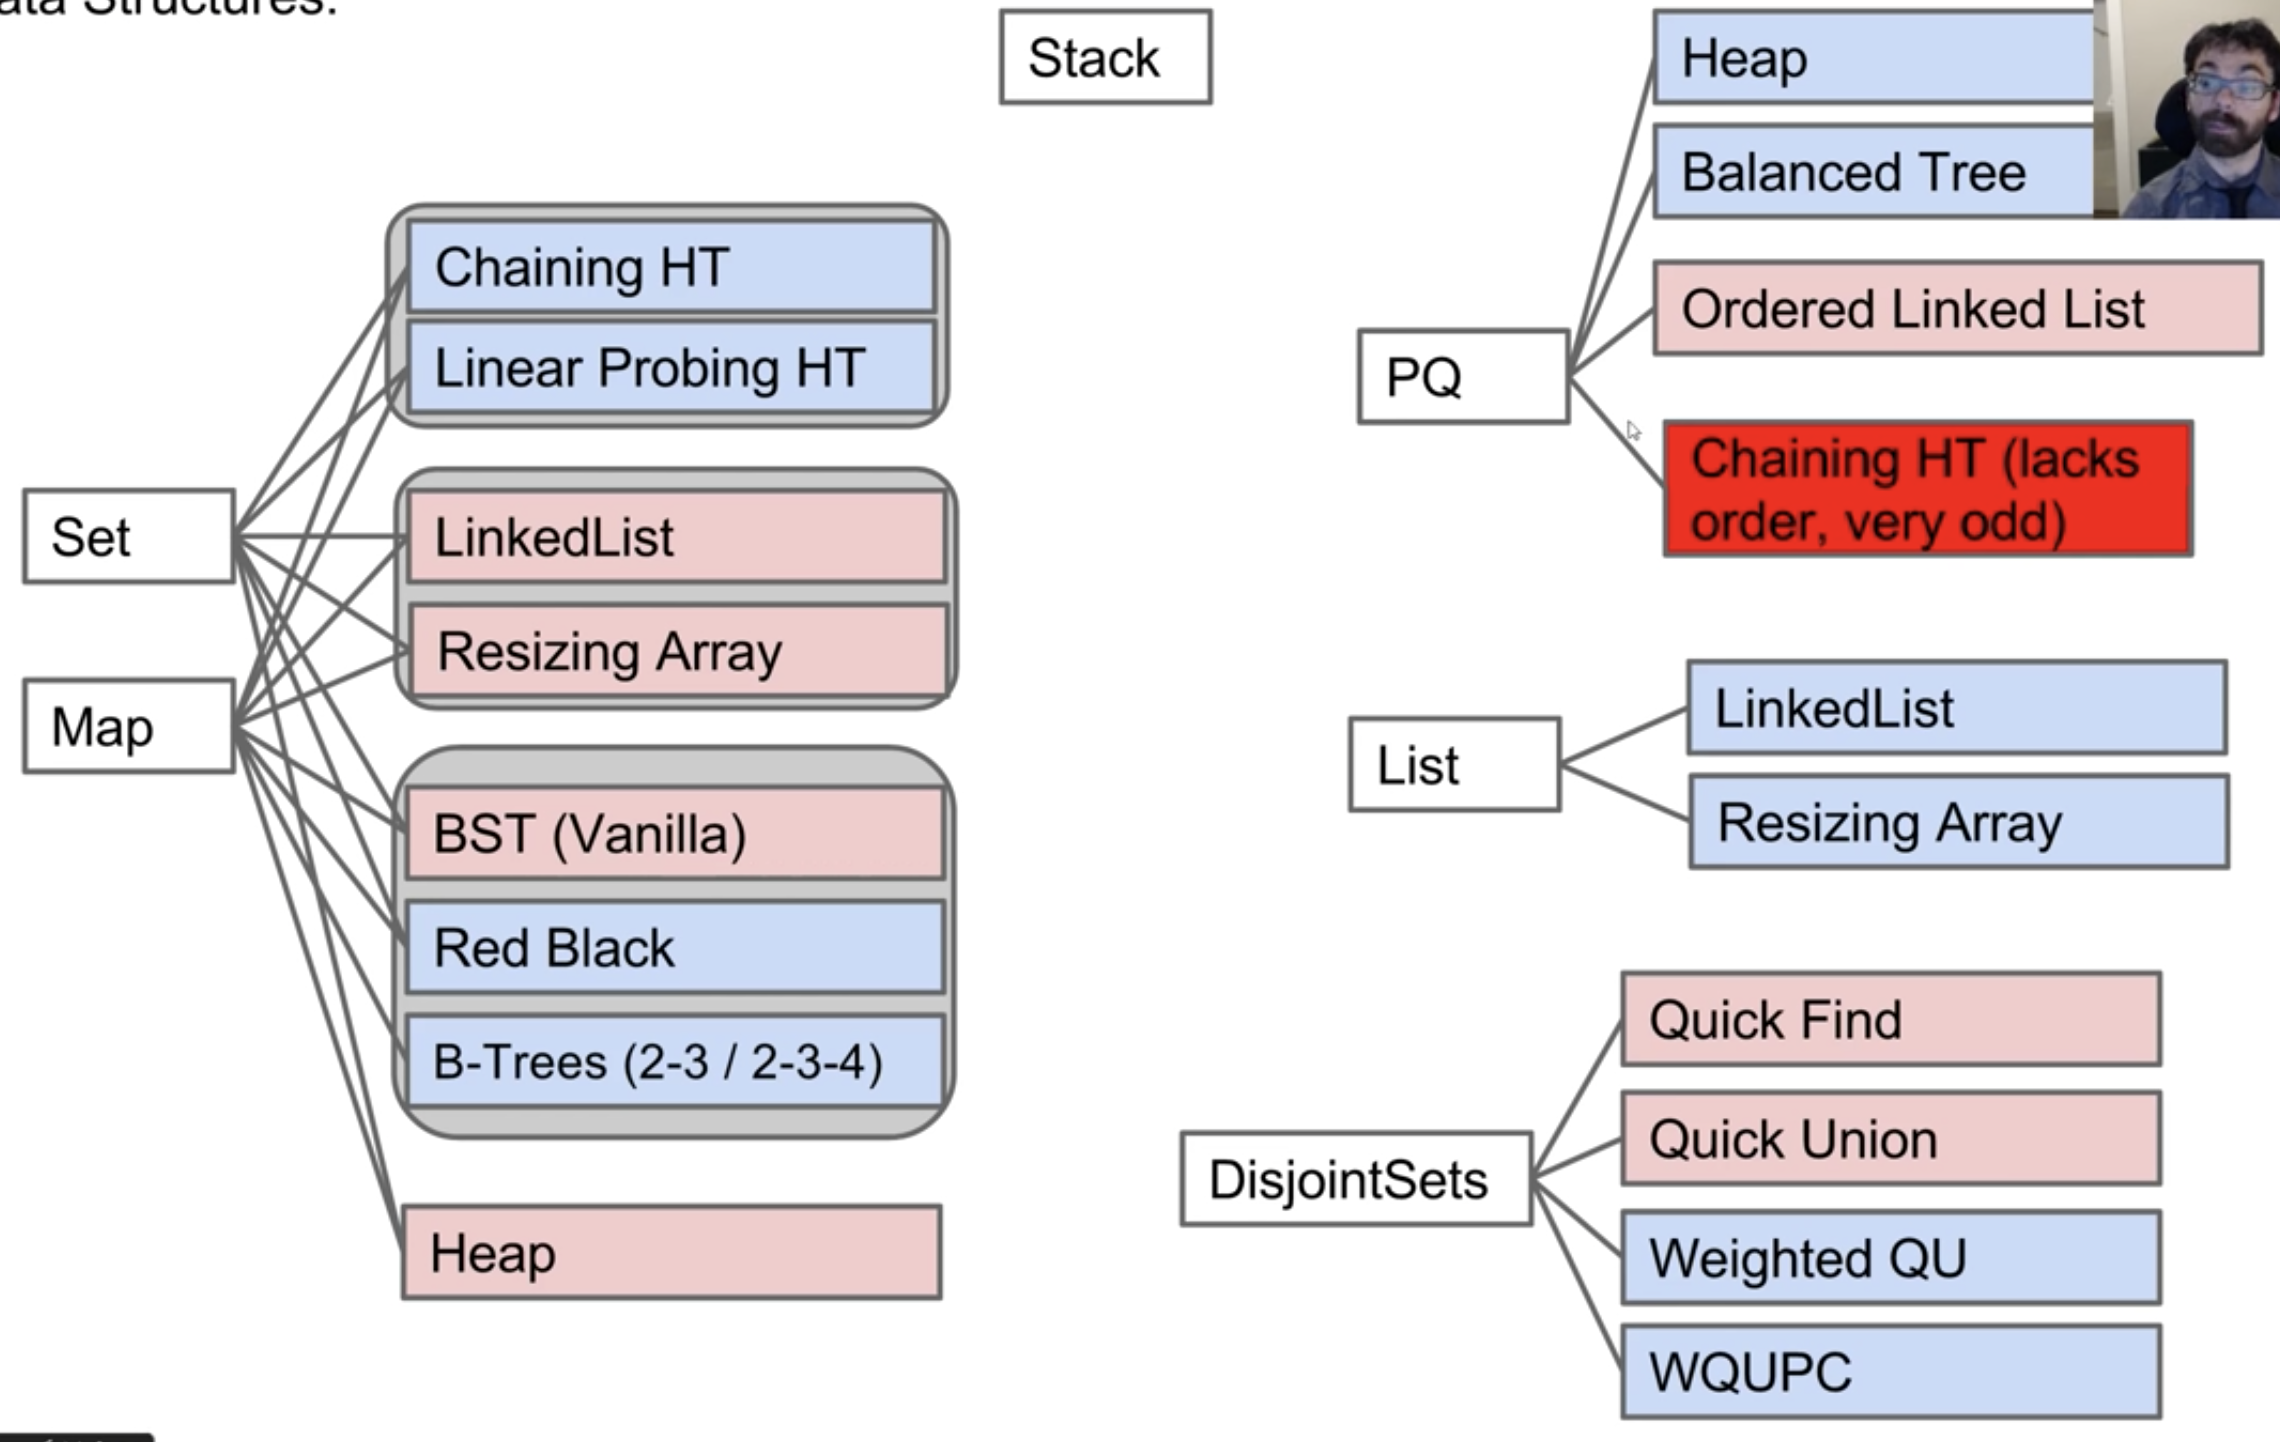 Data Structures:
Stack
Chaining HT
Linear Probing HT
Set
LinkedList
Resizing Array
Map
BST (Vanilla)
Red Black
B-Trees (2-3 / 2-3-4)
Heap
Heap
Balanced Tree
Ordered Linked List
PQ
Chaining HT (lacks
order, very odd)
LinkedList
List
Resizing Array
Quick Find
Quick Union
DisjointSets
Weighted QU
WQUPC